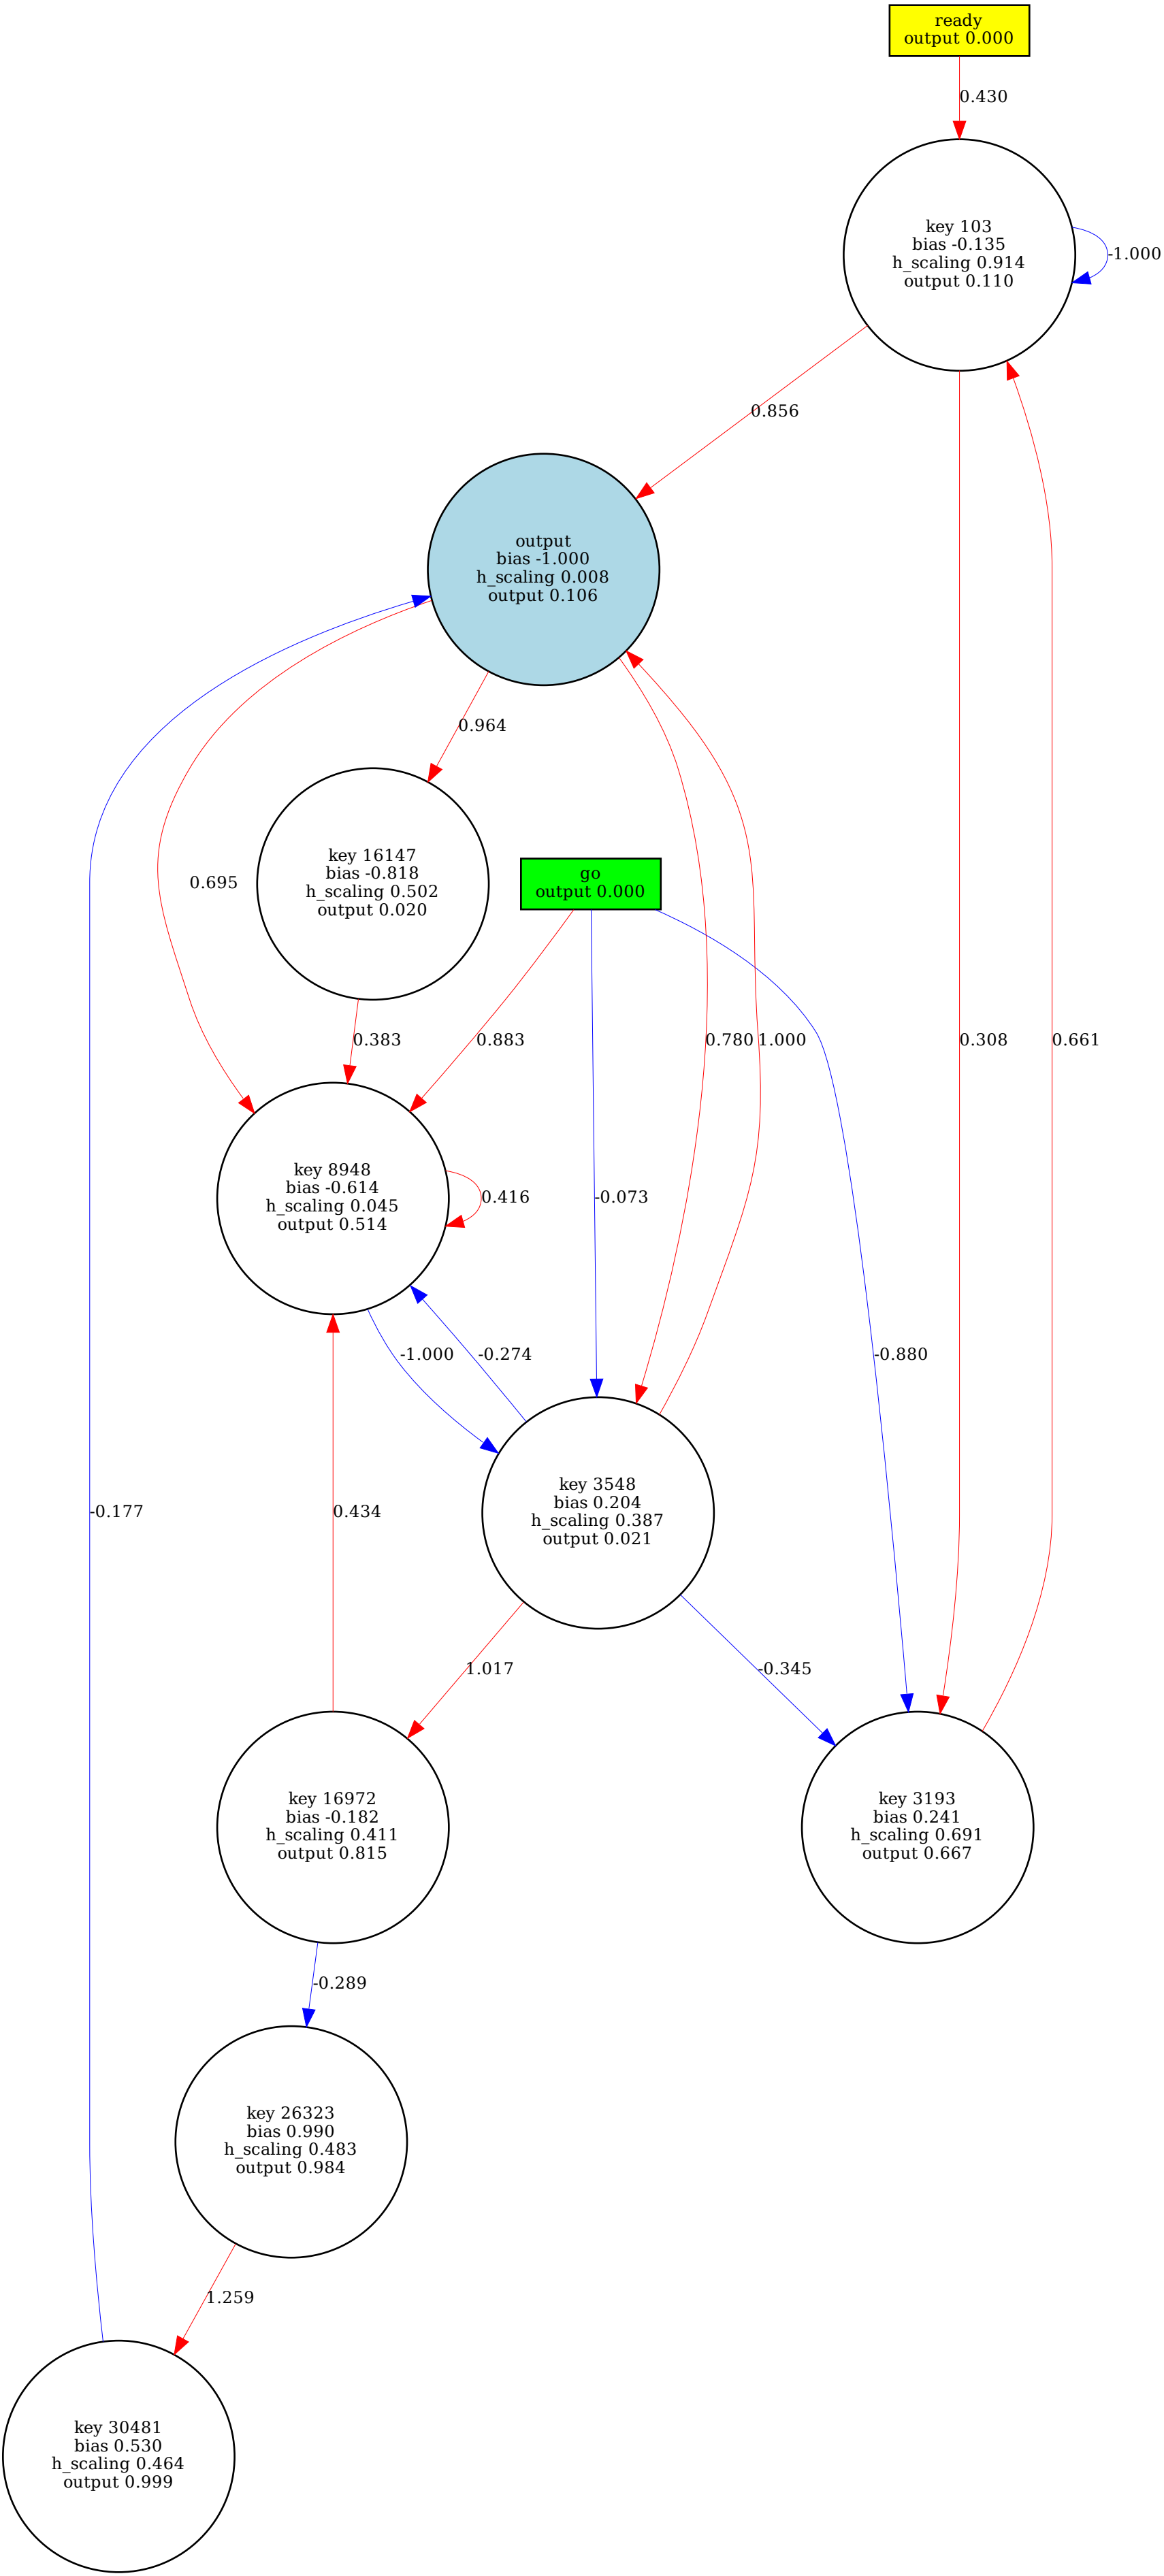 ready
output 0.000
0.430
key 103
bias -0.135
h_scaling 0.914
output 0.110
-1.000
0.856
output
bias -1.000
h_scaling 0.008
output 0.106
0.964
key 16147
bias -0.818
h_scaling 0.502
output 0.020
go
output 0.000
0.695
0.383
0.883
0.780
1.000
0.308
0.661
key 8948
bias -0.614
h_scaling 0.045
output 0.514
0.416
-0.073
-1.000
-0.274
-0.880
key 3548
bias 0.204
h_scaling 0.387
output 0.021
-0.177
0.434
1.017
-0.345
key 16972
bias -0.182
h_scaling 0.411
output 0.815
key 3193
bias 0.241
h_scaling 0.691
output 0.667
-0.289
key 26323
bias 0.990
h_scaling 0.483
output 0.984
1.259
key 30481
bias 0.530
h_scaling 0.464
output 0.999